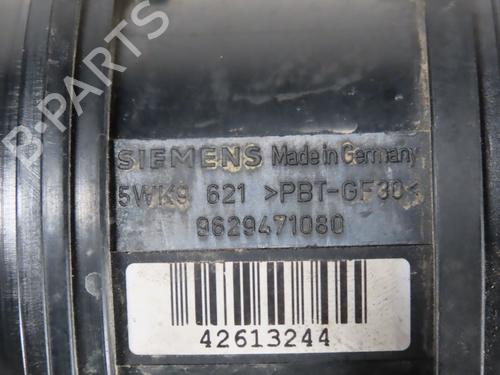 B-PARTS
SIEMENS Made in Germany
5WK9 621 >PBT-GF30<
9629471080
42613244